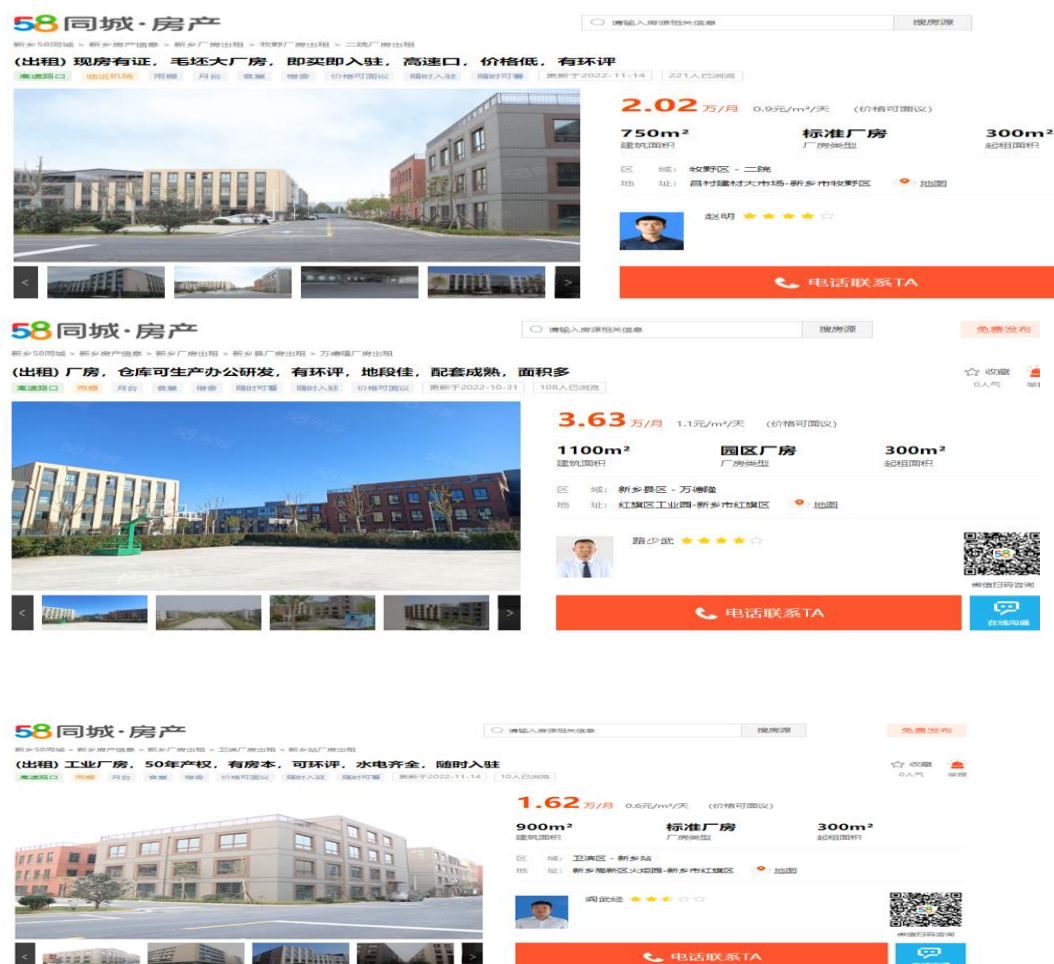 58同城·房产
请输入房源相关信息 搜房源
新乡58同城 > 新乡房产信息 > 新乡厂房出租 > 牧野厂房出租 > 二院厂房出租
(出租) 现房有证，毛坯大厂房，即买即入驻，高速口，价格低，有环评
高速路口 临近机场 雨棚 月台 食堂 宿舍 价格可面议 随时入驻 随时可看 更新于2022-11-14 221人已浏览
2.02 万/月 0.9元/m²/天 (价格可面议)
750m² 标准厂房 300m²
建筑面积 厂房类型 起租面积
区 域: 牧野区 - 二院
地 址: 昌村建材大市场-新乡市牧野区 地图
赵明
电话联系TA
58同城·房产
请输入房源相关信息 搜房源 免费发布
新乡58同城 > 新乡房产信息 > 新乡厂房出租 > 新乡县厂房出租 > 万德隆厂房出租
(出租) 厂房，仓库可生产办公研发，有环评，地段佳，配套成熟，面积多
收藏
高速路口 雨棚 月台 食堂 宿舍 随时可看 随时入驻 价格可面议 更新于2022-10-31 108人已浏览
0人气 举报
3.63 万/月 1.1元/m²/天 (价格可面议)
1100m² 园区厂房 300m²
建筑面积 厂房类型 起租面积
区 域: 新乡县区 - 万德隆
地 址: 红旗区工业园-新乡市红旗区 地图
路少武
微信扫码咨询
电话联系TA
在线沟通
58同城·房产
请输入房源相关信息 搜房源 免费发布
新乡58同城 > 新乡房产信息 > 新乡厂房出租 > 卫滨厂房出租 > 新乡站厂房出租
(出租) 工业厂房，50年产权，有房本，可环评，水电齐全，随时入驻
收藏
高速路口 雨棚 月台 食堂 宿舍 价格可面议 随时入驻 随时可看 更新于2022-11-14 10人已浏览
0人气 举报
1.62 万/月 0.6元/m²/天 (价格可面议)
900m² 标准厂房 300m²
建筑面积 厂房类型 起租面积
区 域: 卫滨区 - 新乡站
地 址: 新乡高新区火炬园-新乡市红旗区 地图
微信扫码咨询
电话联系TA